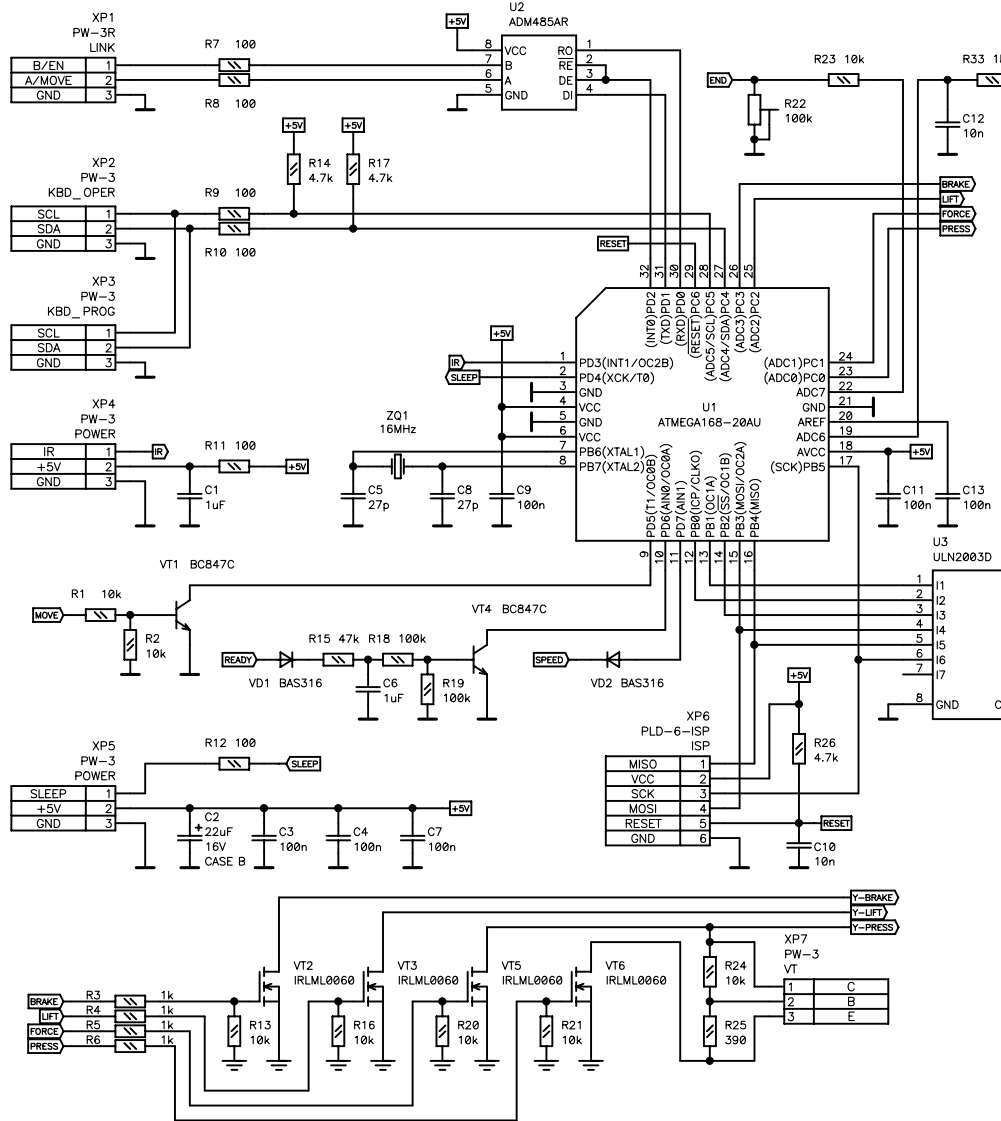 XP1
PW-3R
LINK
B/EN 1
A/MOVE 2
GND 3
R7 100
R8 100
+5V
U2
ADM485AR
8 VCC RO 1
7 B RE 2
6 A DE 3
5 GND DI 4
END
R23 10k
R22
100k
R33
C12
10n
XP2
PW-3
KBD_OPER
SCL 1
SDA 2
GND 3
R9 100
R10 100
+5V
R14
4.7k
+5V
R17
4.7k
BRAKE
LIFT
FORCE
PRESS
RESET
XP3
PW-3
KBD_PROG
SCL 1
SDA 2
GND 3
32 31 30 29 28 27 26 25
(INT0)PD2
(TXD)PD1
(RXD)PD0
(RESET)PC6
(ADC5/SCL)PC5
(ADC4/SDA)PC4
(ADC3)PC3
(ADC2)PC2
+5V
IR
SLEEP
1 PD3(INT1/OC2B)
2 PD4(XCK/T0)
3 GND
4 VCC
5 GND
6 VCC
7 PB6(XTAL1)
8 PB7(XTAL2)
U1
ATMEGA168-20AU
(ADC1)PC1 24
(ADC0)PC0 23
ADC7 22
GND 21
AREF 20
ADC6 19
AVCC 18
(SCK)PB5 17
+5V
PD5(T1/OC0B)
PD6(AIN0/OC0A)
PD7(AIN1)
PB0(ICP/CLKO)
PB1(OC1A)
PB2(SS/OC1B)
PB3(MOSI/OC2A)
PB4(MISO)
9 10 11 12 13 14 15 16
XP4
PW-3
POWER
IR 1
+5V 2
GND 3
IR
R11 100
+5V
C1
1uF
ZQ1
16MHz
C5
27p
C8
27p
C9
100n
C11
100n
C13
100n
U3
ULN2003D
1 I1
2 I2
3 I3
4 I4
5 I5
6 I6
7 I7
8 GND
VT1 BC847C
MOVE
R1 10k
R2
10k
READY
VD1 BAS316
R15 47k
R18 100k
C6
1uF
R19
100k
VT4 BC847C
SPEED
VD2 BAS316
+5V
R26
4.7k
RESET
C10
10n
XP6
PLD-6-ISP
ISP
MISO 1
VCC 2
SCK 3
MOSI 4
RESET 5
GND 6
XP5
PW-3
POWER
SLEEP 1
+5V 2
GND 3
R12 100
SLEEP
+5V
+
C2
22uF
16V
CASE B
C3
100n
C4
100n
C7
100n
Y-BRAKE
Y-LIFT
Y-PRESS
BRAKE R3 1k
LIFT R4 1k
FORCE R5 1k
PRESS R6 1k
R13
10k
VT2
IRLML0060
R16
10k
VT3
IRLML0060
R20
10k
VT5
IRLML0060
R21
10k
VT6
IRLML0060
R24
10k
R25
390
XP7
PW-3
VT
1 C
2 B
3 E